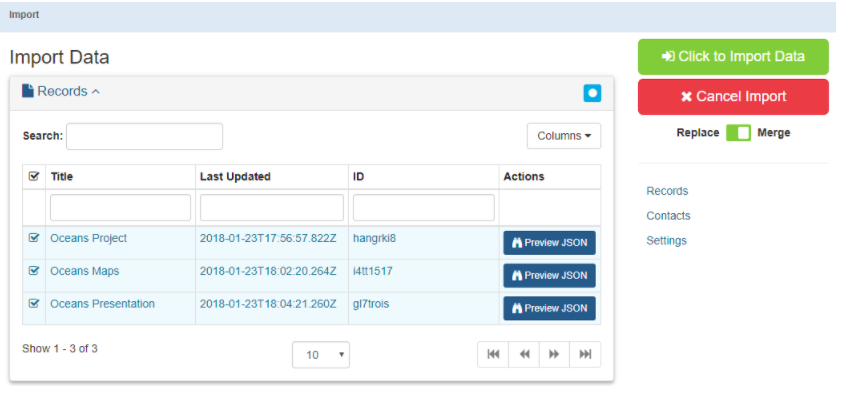 Import
Import Data
Click to Import Data
Records
Cancel Import
Search:
Columns
Replace Merge
Title Last Updated ID Actions
Records
Contacts
Settings
Oceans Project 2018-01-23T17:56:57.822Z hangrki8 Preview JSON
Oceans Maps 2018-01-23T18:02:20.264Z i4tt1517 Preview JSON
Oceans Presentation 2018-01-23T18:04:21.260Z gl7trois Preview JSON
Show 1 - 3 of 3 10